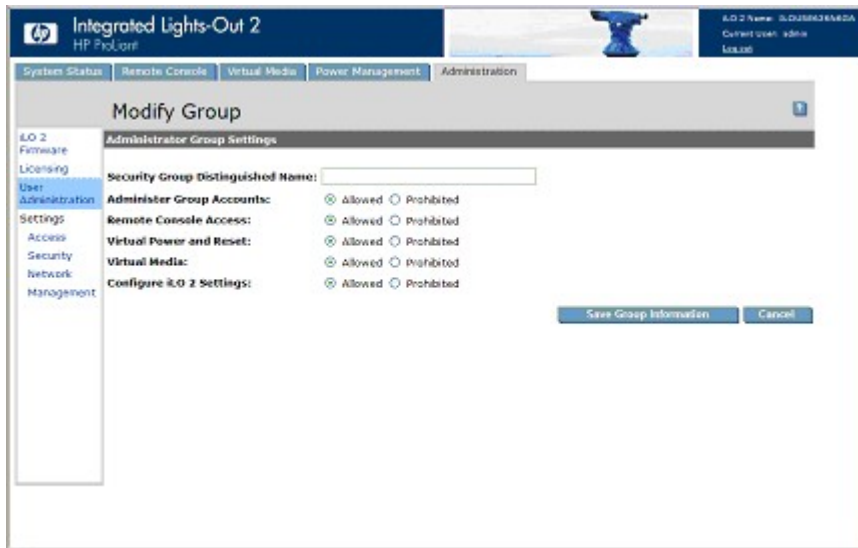 hp Integrated Lights-Out 2
HP ProLiant
iLO 2 Name:
Current User: admin
Log out
System Status Remote Console Virtual Media Power Management Administration
Modify Group
?
iLO 2
Firmware
Licensing
User
Administration
Settings
Access
Security
Network
Management
Administrator Group Settings
Security Group Distinguished Name:
Administer Group Accounts: Allowed Prohibited
Remote Console Access: Allowed Prohibited
Virtual Power and Reset: Allowed Prohibited
Virtual Media: Allowed Prohibited
Configure iLO 2 Settings: Allowed Prohibited
Save Group Information Cancel